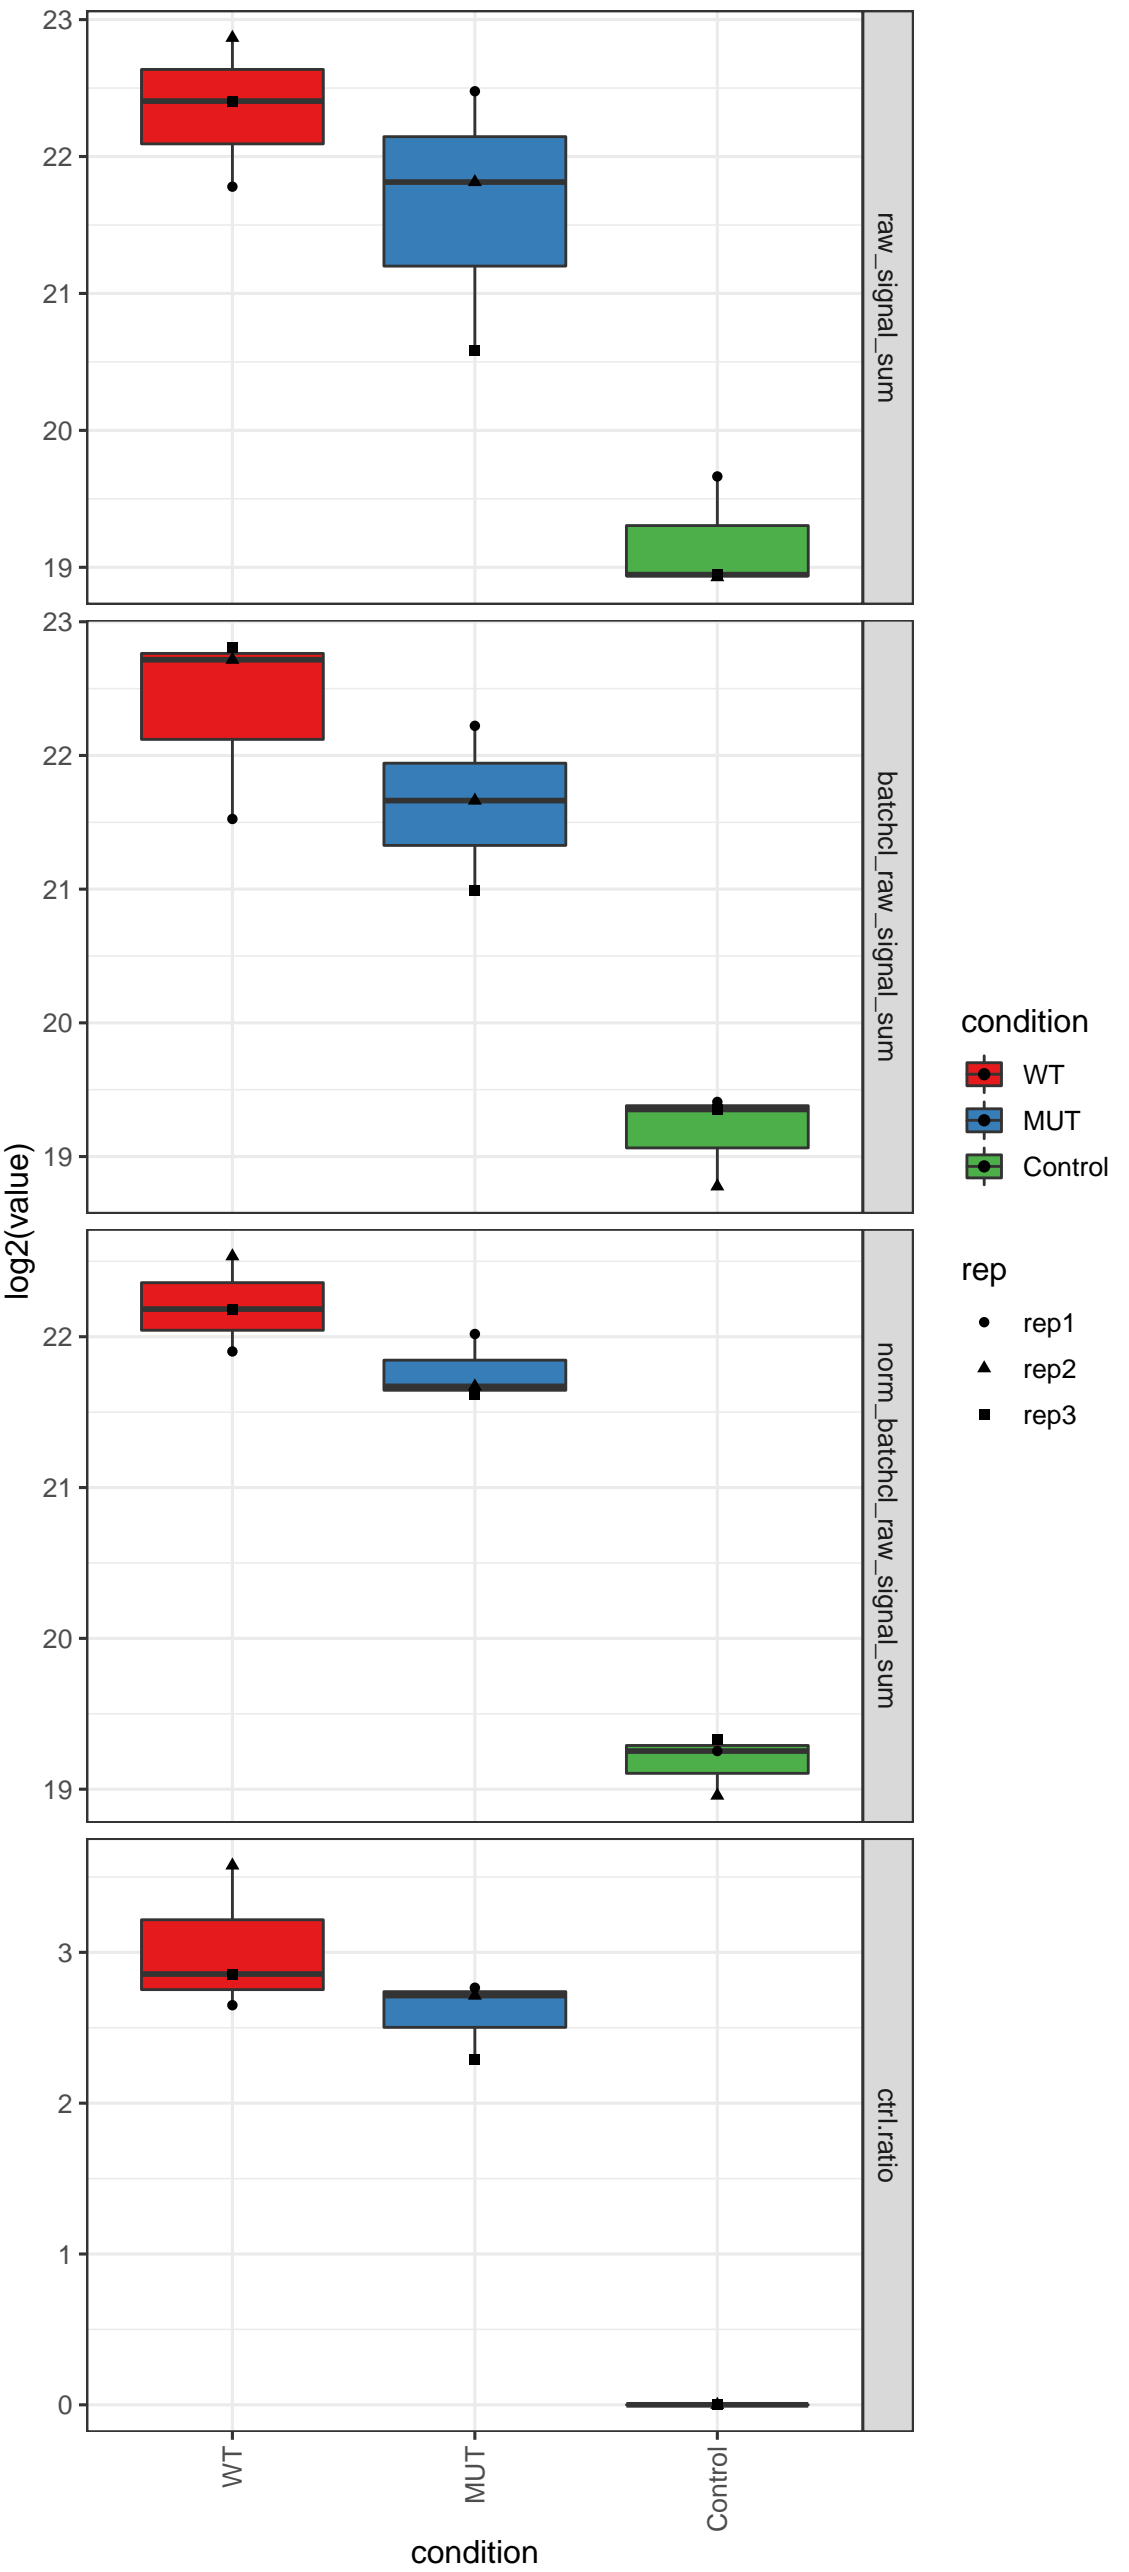 23
22
21
20
19
raw_signal_sum
23
22
21
20
19
batchcl_raw_signal_sum
22
21
20
19
norm_batchcl_raw_signal_sum
3
2
1
0
ctrl.ratio
log2(value)
WT
MUT
Control
condition
condition
WT
MUT
Control
rep
rep1
rep2
rep3